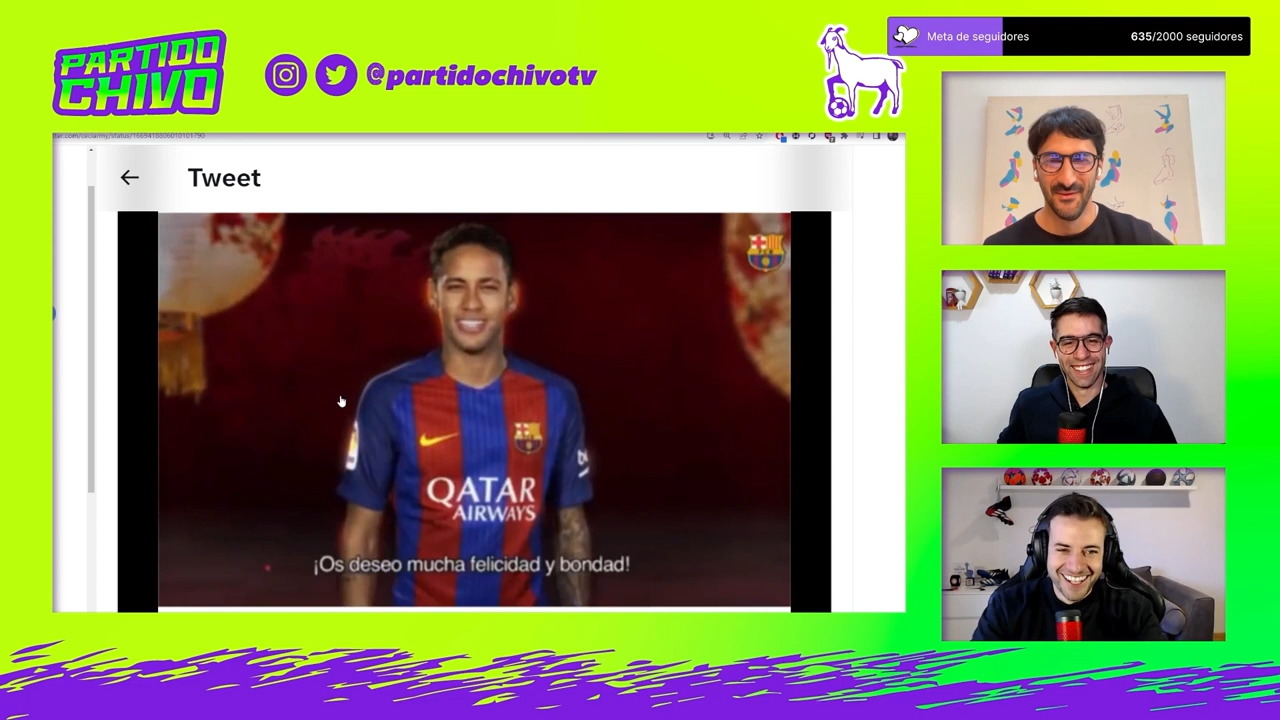 PARTIDO
CHIVO
@partidochivotv
Meta de seguidores
635/2000 seguidores
Tweet
QATAR
AIRWAYS
¡Os deseo mucha felicidad y bondad!